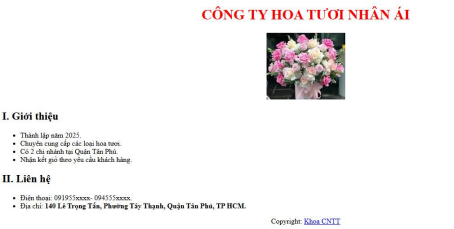 CÔNG TY HOA TƯƠI NHÂN ÁI
I. Giới thiệu
Thành lập năm 2025.
Chuyên cung cấp các loại hoa tươi.
Có 2 chi nhánh tại Quận Tân Phú.
Nhận kết giỏ theo yêu cầu khách hàng.
II. Liên hệ
Điện thoại: 091955xxxx- 094555xxxx.
Địa chỉ: 140 Lê Trọng Tấn, Phường Tây Thạnh, Quận Tân Phú, TP HCM.
Copyright: Khoa CNTT